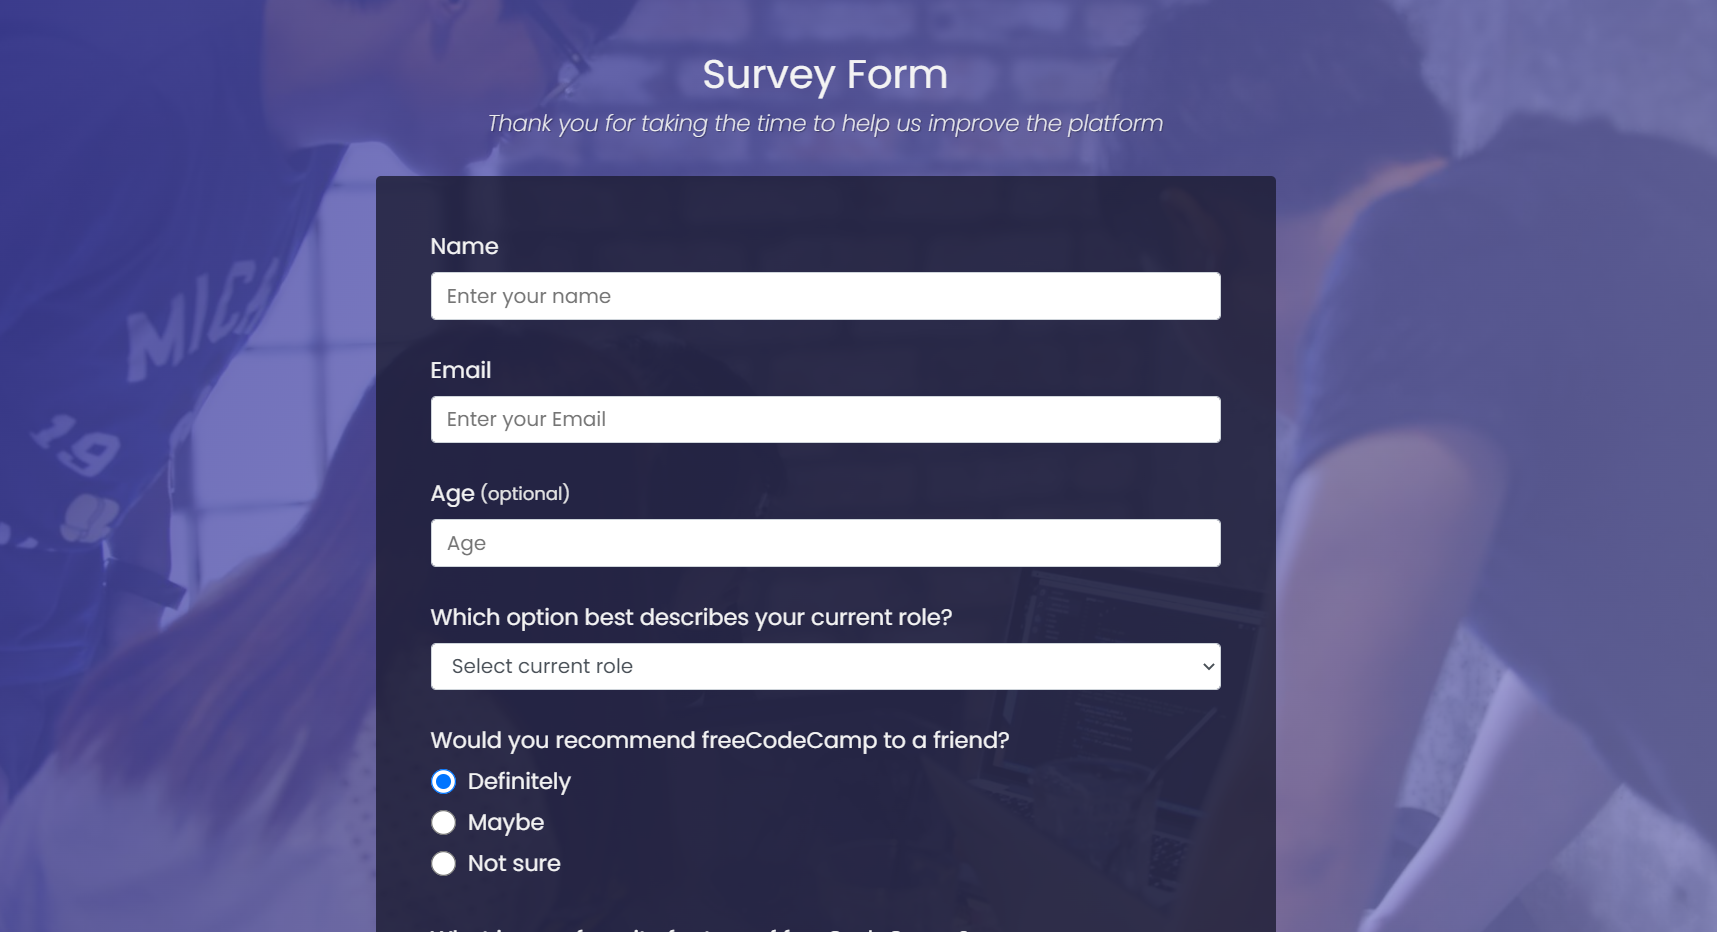 Survey Form
Thank you for taking the time to help us improve the platform
Name
Enter your name
Email
Enter your Email
Age (optional)
Age
Which option best describes your current role?
Select current role
Would you recommend freeCodeCamp to a friend?
Definitely
Maybe
Not sure
MICH
19